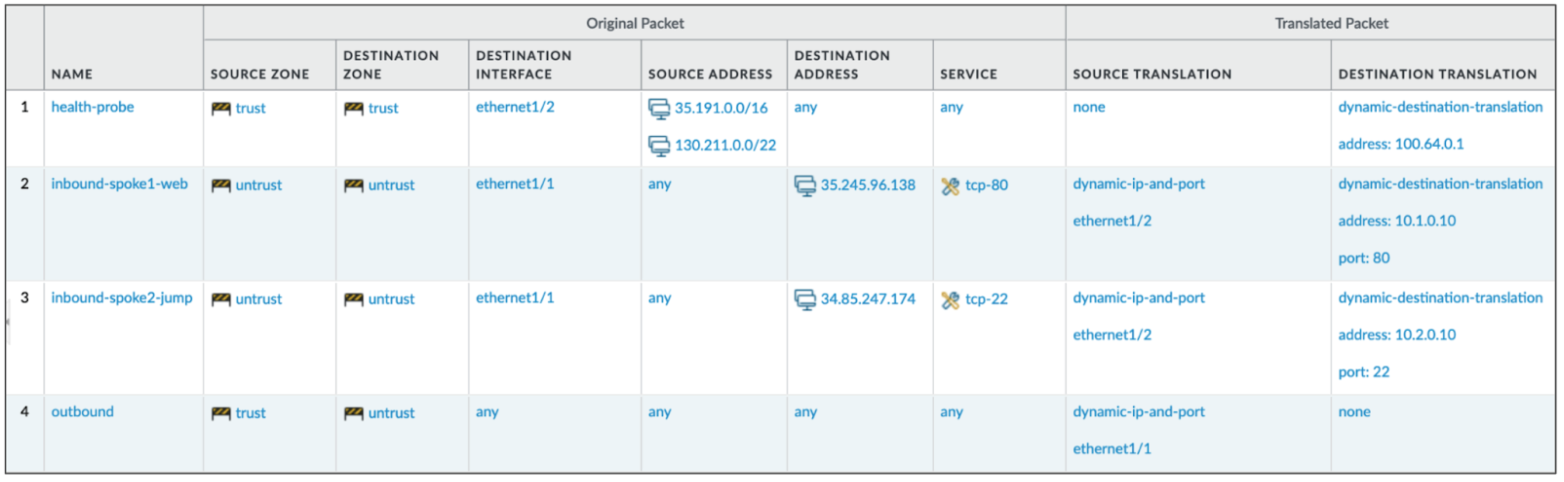 Original Packet Translated Packet
NAME SOURCE ZONE DESTINATION ZONE DESTINATION INTERFACE SOURCE ADDRESS DESTINATION ADDRESS SERVICE SOURCE TRANSLATION DESTINATION TRANSLATION
1 health-probe trust trust ethernet1/2 35.191.0.0/16 any any none dynamic-destination-translation
130.211.0.0/22 address: 100.64.0.1
2 inbound-spoke1-web untrust untrust ethernet1/1 any 35.245.96.138 tcp-80 dynamic-ip-and-port dynamic-destination-translation
ethernet1/2 address: 10.1.0.10
port: 80
3 inbound-spoke2-jump untrust untrust ethernet1/1 any 34.85.247.174 tcp-22 dynamic-ip-and-port dynamic-destination-translation
ethernet1/2 address: 10.2.0.10
port: 22
4 outbound trust untrust any any any any dynamic-ip-and-port none
ethernet1/1